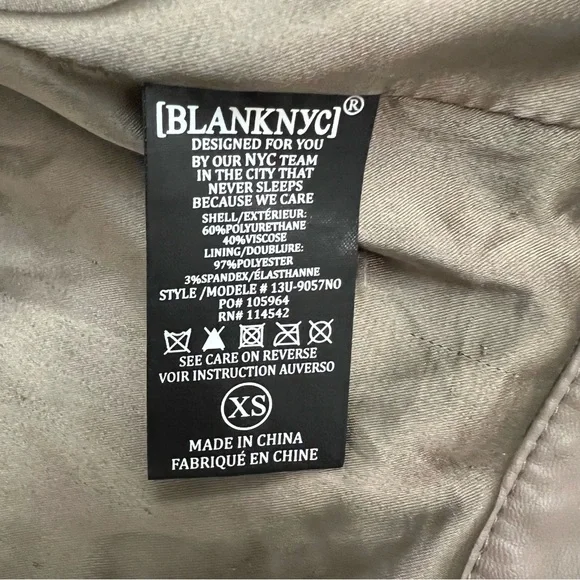 [BLANKNYC]®
DESIGNED FOR YOU
BY OUR NYC TEAM
IN THE CITY THAT
NEVER SLEEPS
BECAUSE WE CARE
SHELL/EXTÉRIEUR:
60%POLYURETHANE
40%VISCOSE
LINING/DOUBLURE:
97%POLYESTER
3%SPANDEX/ÉLASTHANNE
STYLE /MODELE # 13U-9057NO
PO# 105964
RN# 114542
SEE CARE ON REVERSE
VOIR INSTRUCTION AUVERSO
XS
MADE IN CHINA
FABRIQUÉ EN CHINE